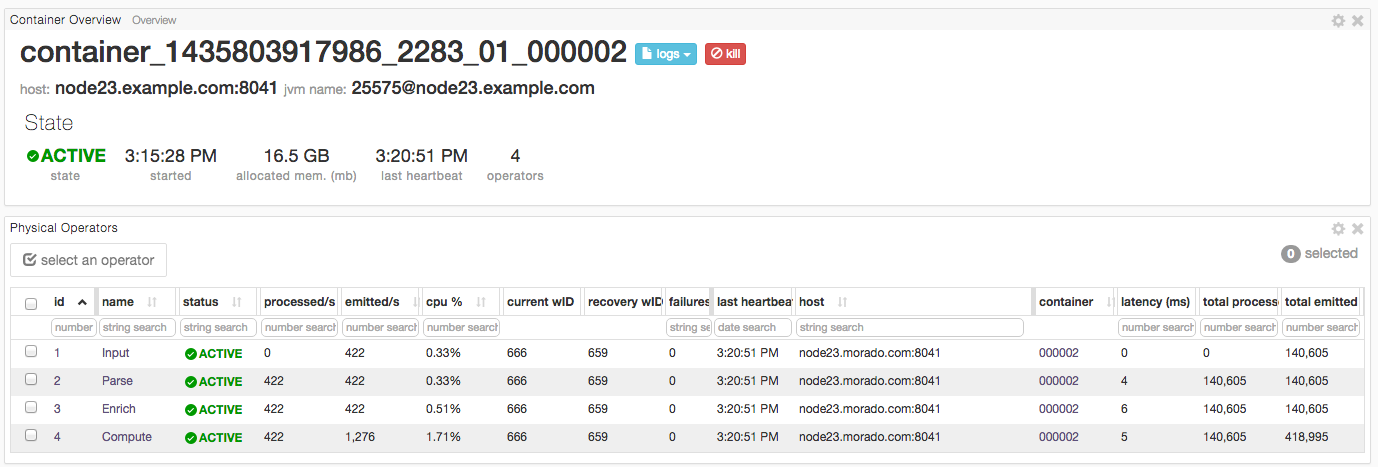 Container Overview Overview
container_1435803917986_2283_01_000002 logs kill
host: node23.example.com:8041 jvm name: 25575@node23.example.com
State
ACTIVE 3:15:28 PM 16.5 GB 3:20:51 PM 4
state started allocated mem. (mb) last heartbeat operators
Physical Operators
select an operator 0 selected
id name status processed/s emitted/s cpu % current wID recovery wID failures last heartbeat host container latency (ms) total process total emitted
number string search string search number search number search number search string se date search string search number search number search number search
1 Input ACTIVE 0 422 0.33% 666 659 0 3:20:51 PM node23.morado.com:8041 000002 0 0 140,605
2 Parse ACTIVE 422 422 0.33% 666 659 0 3:20:51 PM node23.morado.com:8041 000002 4 140,605 140,605
3 Enrich ACTIVE 422 422 0.51% 666 659 0 3:20:51 PM node23.morado.com:8041 000002 6 140,605 140,605
4 Compute ACTIVE 422 1,276 1.71% 666 659 0 3:20:51 PM node23.morado.com:8041 000002 5 140,605 418,995